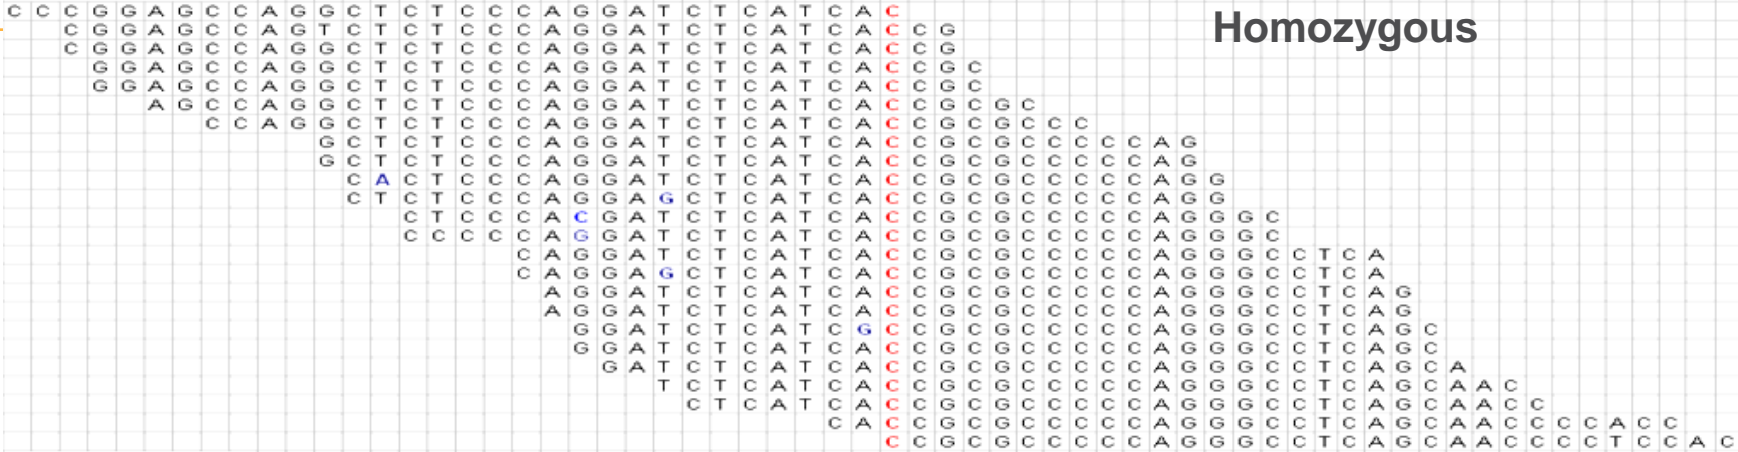 C C C G G A G C C A G G C T C T C C C A G G A T C T C A T C A C
Homozygous
C G G A G C C A G T C T C T C C C A G G A T C T C A T C A C C G
C G G A G C C A G G C T C T C C C A G G A T C T C A T C A C C G
G G A G C C A G G C T C T C C C A G G A T C T C A T C A C C G C
G G A G C C A G G C T C T C C C A G G A T C T C A T C A C C G C
A G C C A G G C T C T C C C A G G A T C T C A T C A C C G C G C
C C A G G C T C T C C C A G G A T C T C A T C A C C G C G C C C
G C T C T C C C A G G A T C T C A T C A C C G C G C C C C C A G
G C T C T C C C A G G A T C T C A T C A C C G C G C C C C C A G
C A C T C C C A G G A T C T C A T C A C C G C G C C C C C A G G
C T C T C C C A G G A G C T C A T C A C C G C G C C C C C A G G
C T C C C A C G A T C T C A T C A C C G C G C C C C C A G G G C
C C C C C A G G A T C T C A T C A C C G C G C C C C C A G G G C
C A G G A T C T C A T C A C C G C G C C C C C A G G G C C T C A
C A G G A G C T C A T C A C C G C G C C C C C A G G G C C T C A
A G G A T C T C A T C A C C G C G C C C C C A G G G C C T C A G
A G G A T C T C A T C A C C G C G C C C C C A G G G C C T C A G
G G A T C T C A T C G C C G C G C C C C C A G G G C C T C A G C
G G A T C T C A T C A C C G C G C C C C C A G G G C C T C A G C
G A T C T C A T C A C C G C G C C C C C A G G G C C T C A G C A
T C T C A T C A C C G C G C C C C C A G G G C C T C A G C A A C
C T C A T C A C C G C G C C C C C A G G G C C T C A G C A A C C
C A C C G C G C C C C C A G G G C C T C A G C A A C C C C A C C
C C G C G C C C C C A G G G C C T C A G C A A C C C C T C C A C